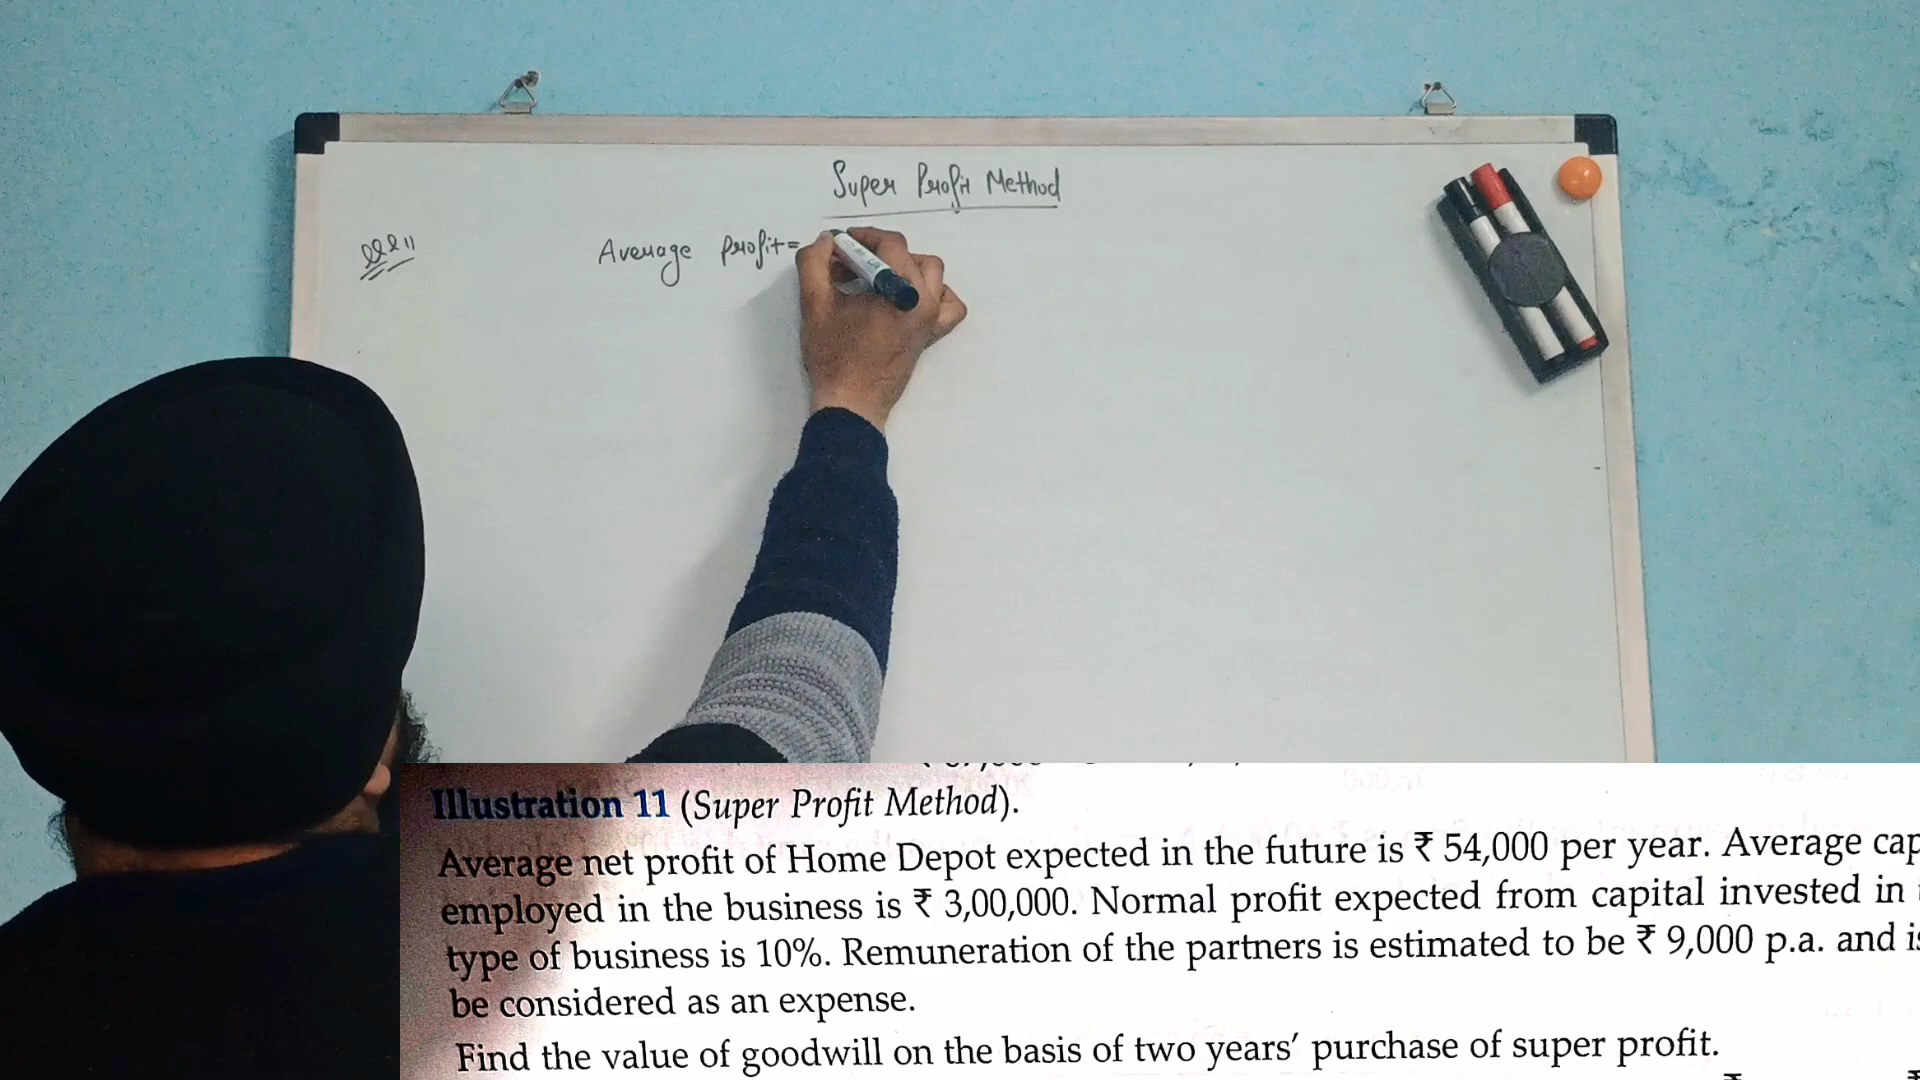 Super Profit Method
Ill 11
Average profit=
Illustration 11 (Super Profit Method).
Average net profit of Home Depot expected in the future is ₹ 54,000 per year. Average cap
employed in the business is ₹ 3,00,000. Normal profit expected from capital invested in
type of business is 10%. Remuneration of the partners is estimated to be ₹ 9,000 p.a. and is
be considered as an expense.
Find the value of goodwill on the basis of two years' purchase of super profit.